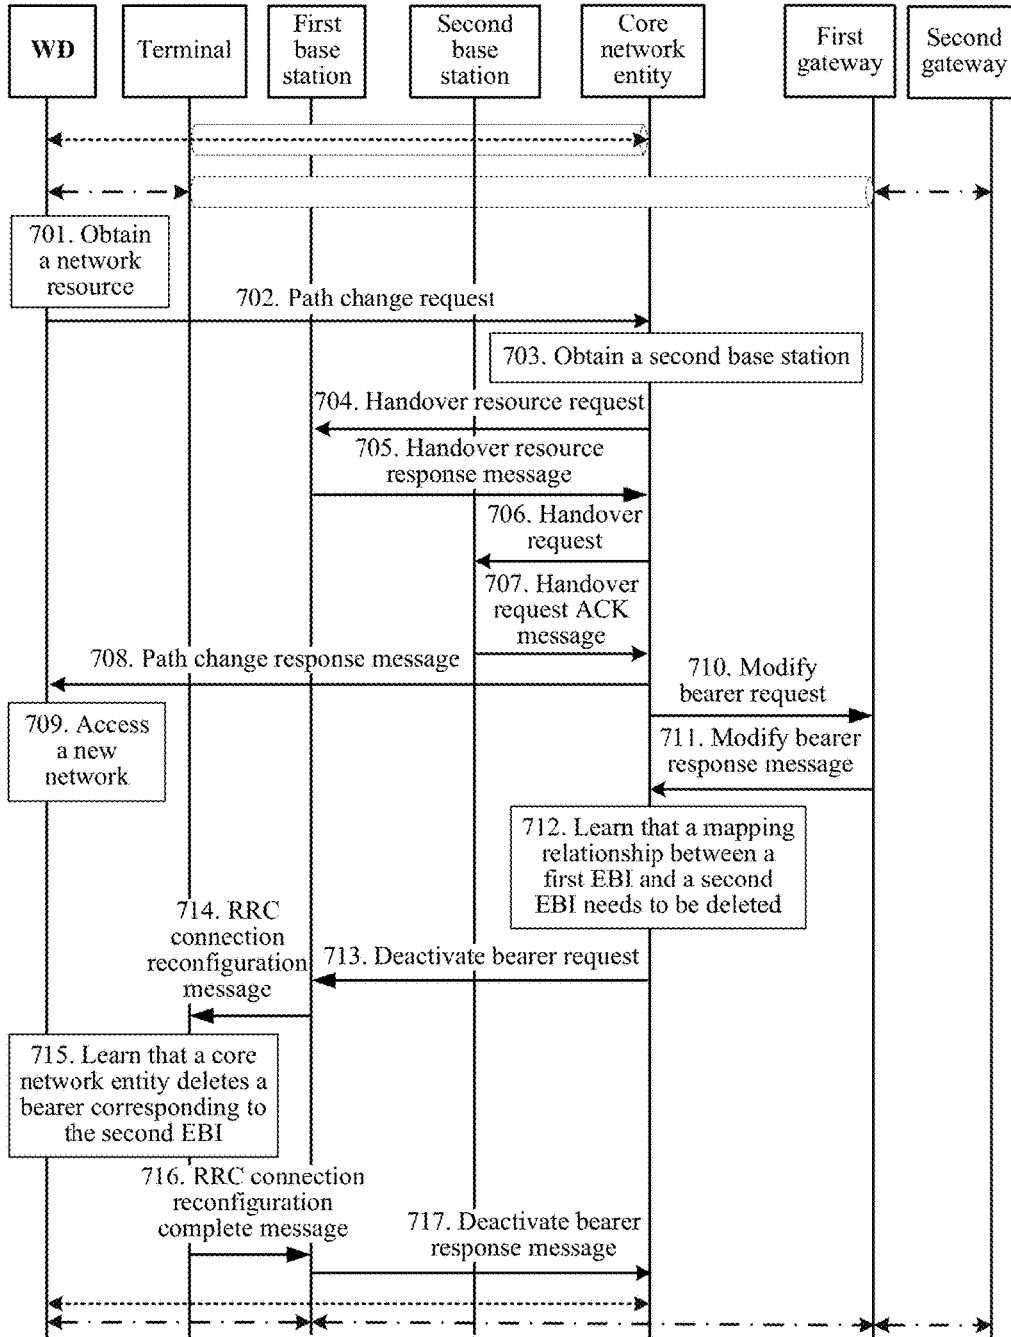 WD
Terminal
First
base
station
Second
base
station
Core
network
entity
First
gateway
Second
gateway
701. Obtain
a network
resource
702. Path change request
703. Obtain a second base station
704. Handover resource request
705. Handover resource
response message
706. Handover
request
707. Handover
request ACK
message
708. Path change response message
709. Access
a new
network
710. Modify
bearer request
711. Modify bearer
response message
712. Learn that a mapping
relationship between a
first EBI and a second
EBI needs to be deleted
713. Deactivate bearer request
714. RRC
connection
reconfiguration
message
715. Learn that a core
network entity deletes a
bearer corresponding to
the second EBI
716. RRC connection
reconfiguration
complete message
717. Deactivate bearer
response message